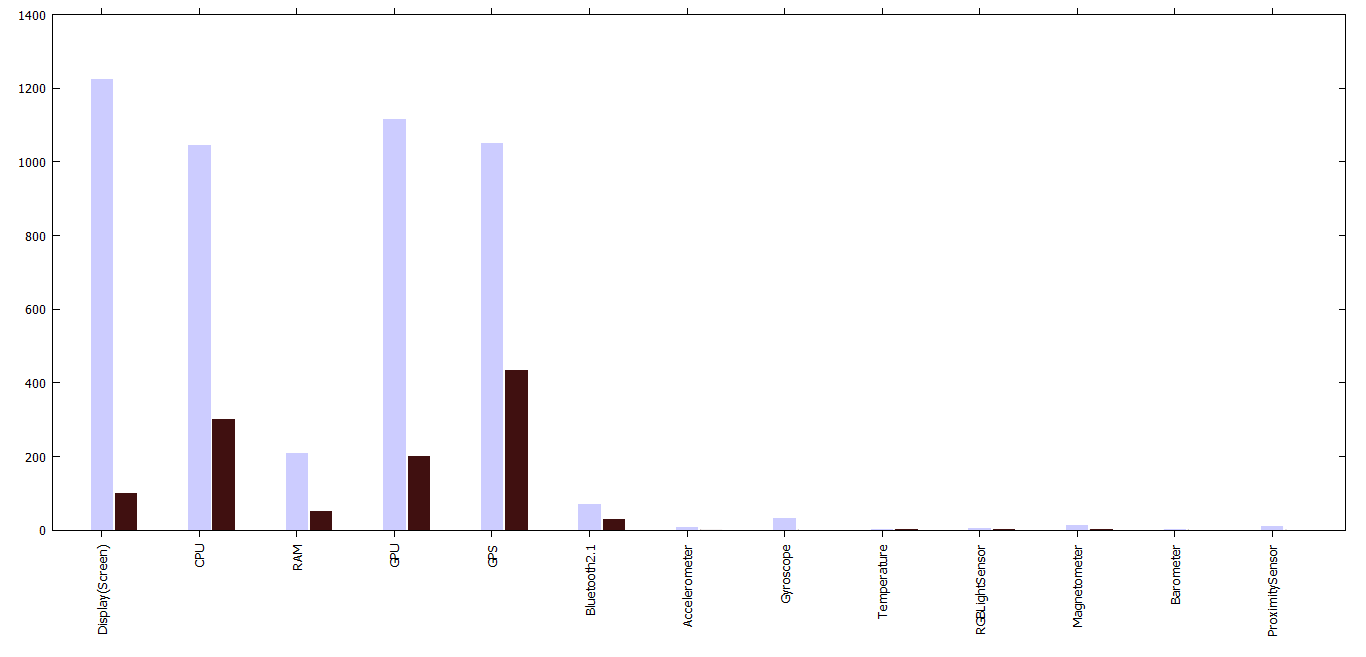 1400
1200
1000
800
600
400
200
0
Display(Screen)
CPU
RAM
GPU
GPS
Bluetooth2.1
Accelerometer
Gyroscope
Temperature
RGBLightSensor
Magnetometer
Barometer
ProximitySensor